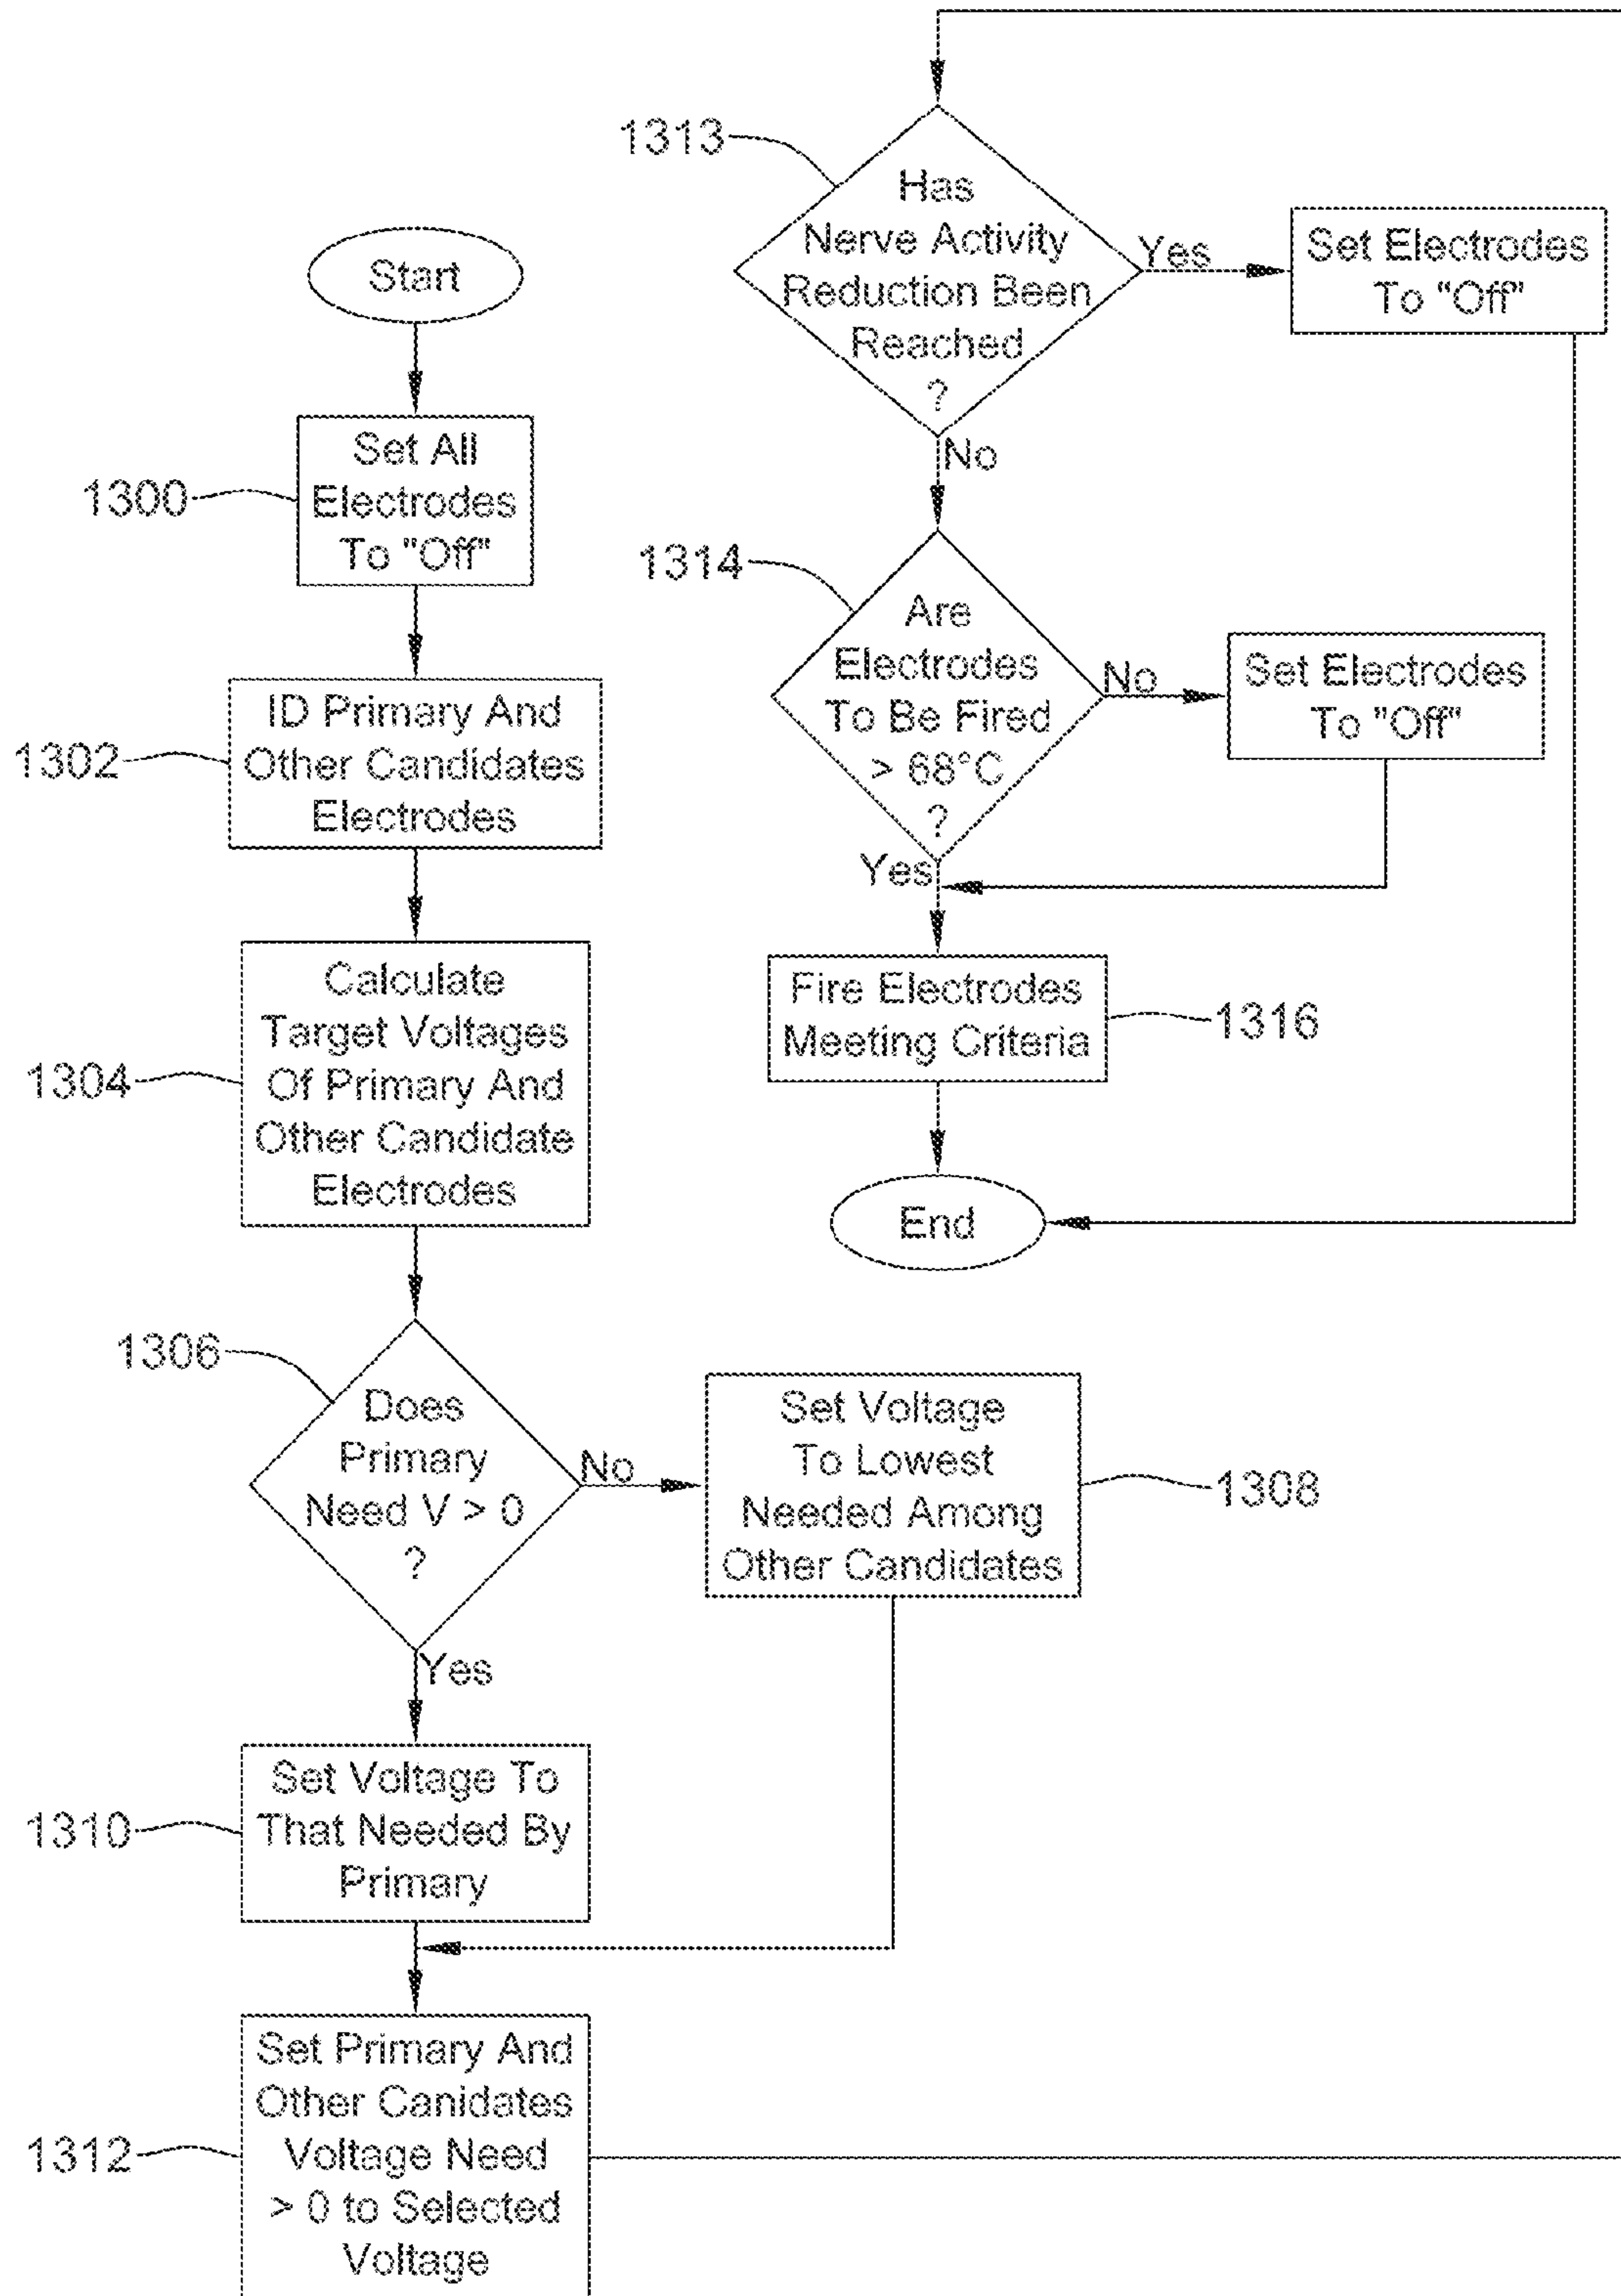 Start
1300
Set All
Electrodes
To "Off"
1302
ID Primary And
Other Candidates
Electrodes
1304
Calculate
Target Voltages
Of Primary And
Other Candidate
Electrodes
1306
Does
Primary
Need V > 0
?
No
Set Voltage
To Lowest
Needed Among
Other Candidates
1308
Yes
1310
Set Voltage To
That Needed By
Primary
1312
Set Primary And
Other Canidates
Voltage Need
> 0 to Selected
Voltage
1313
Has
Nerve Activity
Reduction Been
Reached
?
Yes
Set Electrodes
To "Off"
No
1314
Are
Electrodes
To Be Fired
> 68°C
?
No
Set Electrodes
To "Off"
Yes
Fire Electrodes
Meeting Criteria
1316
End